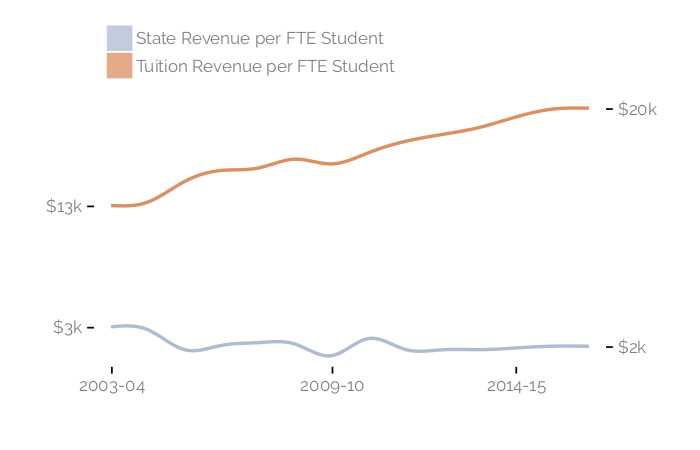 State Revenue per FTE Student
Tuition Revenue per FTE Student
$20k
$13k
$3k
$2k
2003-04 2009-10 2014-15